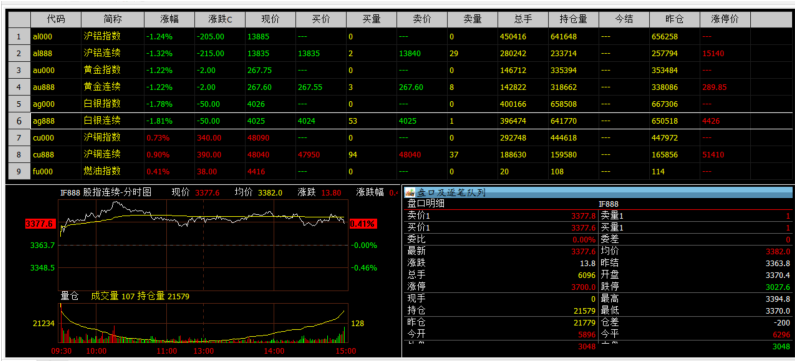 代码 简称 涨幅 涨跌C 现价 买价 买量 卖价 卖量 总手 持仓量 今结 昨仓 涨停价
1 al000 沪铝指数 -1.24% -205.00 13885 --- 0 --- 0 450416 641648 --- 656258 ---
2 al888 沪铝连续 -1.32% -215.00 13835 13835 2 13840 29 280242 233714 --- 257794 15140
3 au000 黄金指数 -1.22% -2.00 267.75 --- 0 --- 0 146712 335394 --- 353484 ---
4 au888 黄金连续 -1.22% -2.00 267.60 267.55 3 267.60 8 142822 318662 --- 338086 289.85
5 ag000 白银指数 -1.78% -50.00 4026 --- 0 --- 0 400166 658508 --- 667306 ---
6 ag888 白银连续 -1.81% -50.00 4025 4024 53 4025 1 396474 641770 --- 650518 4426
7 cu000 沪铜指数 0.73% 340.00 48090 --- 0 --- 0 292748 444618 --- 447972 ---
8 cu888 沪铜连续 0.80% 390.00 48040 47950 94 48040 37 188630 159580 --- 165856 51410
9 fu000 燃油指数 0.41% 38.00 4416 --- 0 --- 0 20 108 --- 114 ---
IF888 股指连续-分时图 现价 3377.6 均价 3382.0 涨跌 13.80 涨跌幅
3377.6 0.41%
3363.7 -0.00%
3348.5 -0.46%
量仓 成交量 107 持仓量 21579
21234 128
09:30 10:00 11:00 13:00 14:00 15:00
盘口及逐笔队列
盘口明细 IF888
卖价1 3377.8 卖量1 1
买价1 3377.6 买量1 1
委比 0.00% 委差 0
最新 3377.6 均价 3382.0
涨跌 13.8 昨结 3363.8
总手 6096 开盘 3370.4
涨停 3700.0 跌停 3027.6
现手 0 最高 3394.8
持仓 21579 最低 3370.0
昨仓 21779 仓差 -200
今开 5896 今平 6296
3048 3048